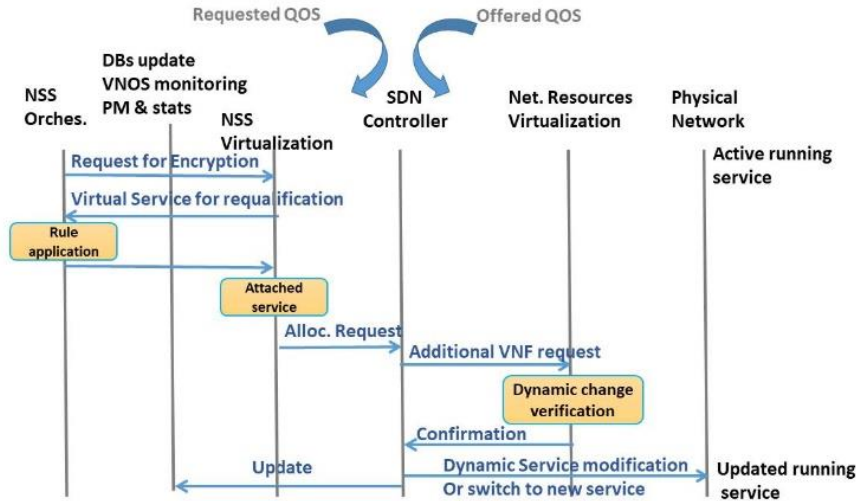 Requested QOS
Offered QOS
DBs update
VNOS monitoring
PM & stats
NSS
Orches.
NSS
Virtualization
SDN
Controller
Net. Resources
Virtualization
Physical
Network
Request for Encryption
Active running
service
Virtual Service for requalification
Rule
application
Attached
service
Alloc. Request
Additional VNF request
Dynamic change
verification
Confirmation
Update
Dynamic Service modification
Or switch to new service
Updated running
service